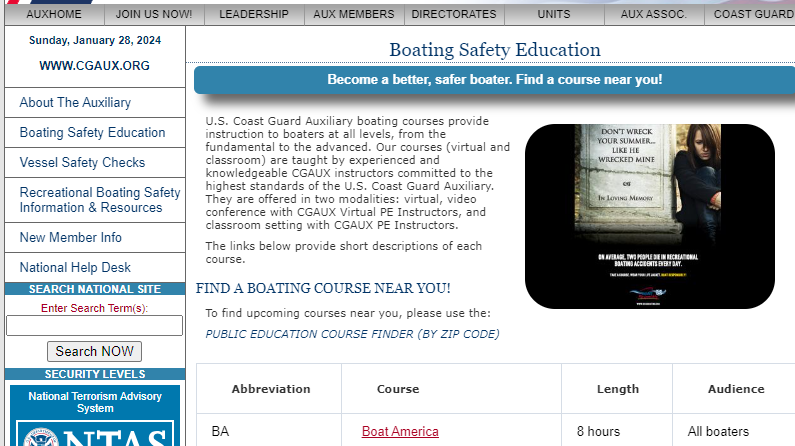 AUXHOME JOIN US NOW! LEADERSHIP AUX MEMBERS DIRECTORATES UNITS AUX ASSOC. COAST GUARD
Sunday, January 28, 2024
WWW.CGAUX.ORG
About The Auxiliary
Boating Safety Education
Vessel Safety Checks
Recreational Boating Safety
Information & Resources
New Member Info
National Help Desk
SEARCH NATIONAL SITE
Enter Search Term(s):
Search NOW
SECURITY LEVELS
National Terrorism Advisory
System
NTAS
Boating Safety Education
Become a better, safer boater. Find a course near you!
U.S. Coast Guard Auxiliary boating courses provide
instruction to boaters at all levels, from the
fundamental to the advanced. Our courses (virtual and
classroom) are taught by experienced and
knowledgeable CGAUX instructors committed to the
highest standards of the U.S. Coast Guard Auxiliary.
They are offered in two modalities: virtual, video
conference with CGAUX Virtual PE Instructors, and
classroom setting with CGAUX PE Instructors.
The links below provide short descriptions of each
course.
DON'T WRECK
YOUR SUMMER...
LIKE HE
WRECKED MINE
IN LOVING MEMORY
ON AVERAGE, TWO PEOPLE DIE IN RECREATIONAL
BOATING ACCIDENTS EVERY DAY.
FIND A BOATING COURSE NEAR YOU!
To find upcoming courses near you, please use the:
PUBLIC EDUCATION COURSE FINDER (BY ZIP CODE)
Abbreviation Course Length Audience
BA Boat America 8 hours All boaters